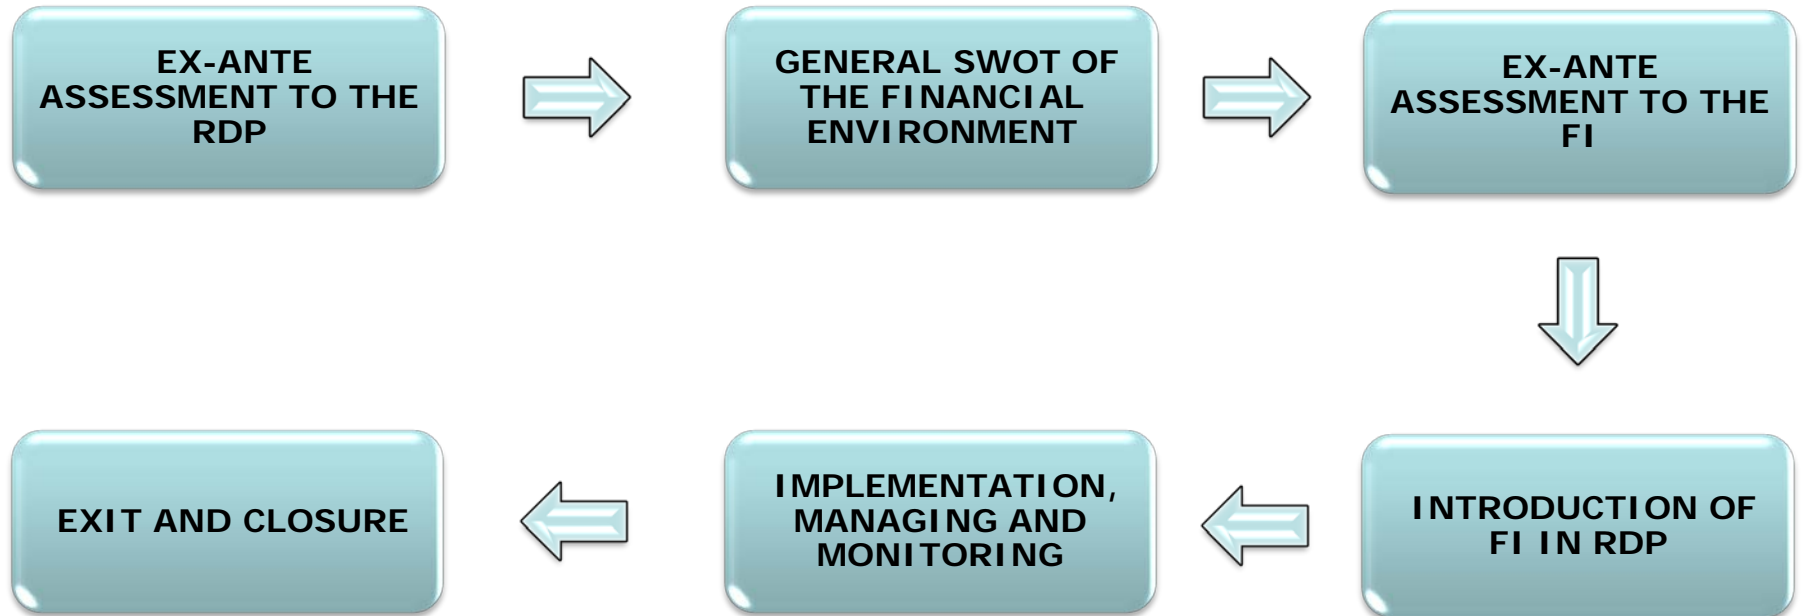 EX-ANTE
ASSESSMENT TO THE
RDP
GENERAL SWOT OF
THE FINANCIAL
ENVIRONMENT
EX-ANTE
ASSESSMENT TO THE
FI
INTRODUCTION OF
FI IN RDP
IMPLEMENTATION,
MANAGING AND
MONITORING
EXIT AND CLOSURE